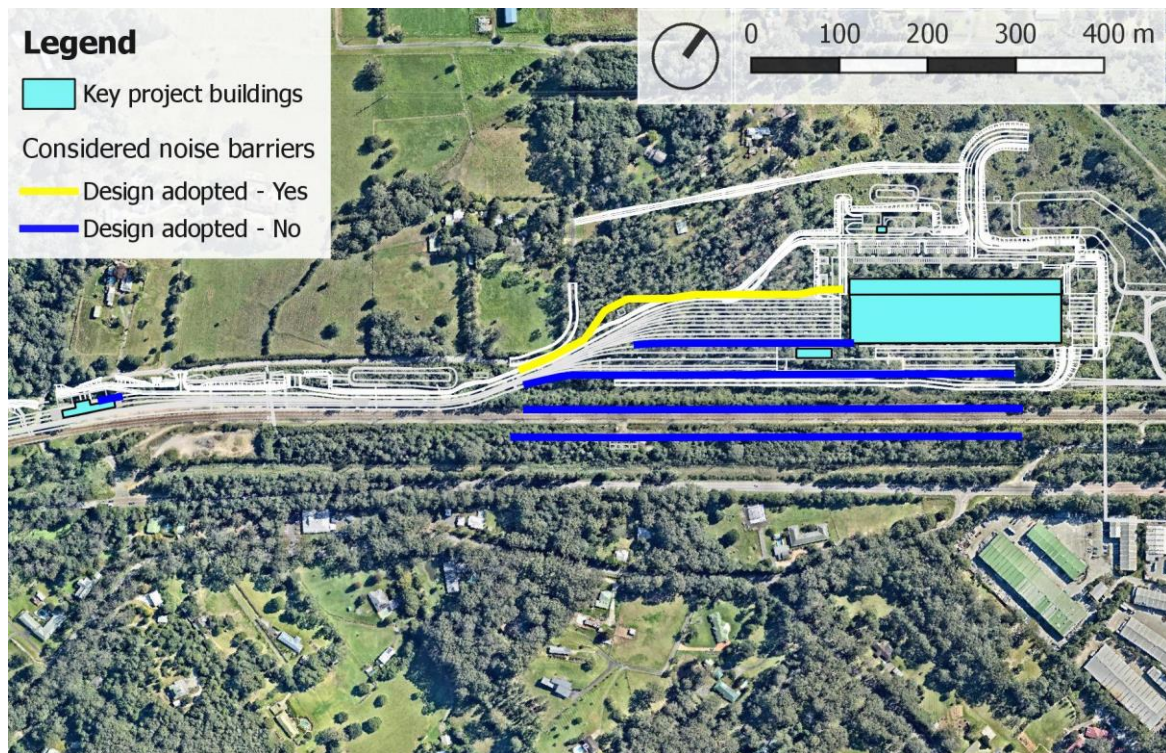 Legend
Key project buildings
Considered noise barriers
Design adopted - Yes
Design adopted - No
0 100 200 300 400 m